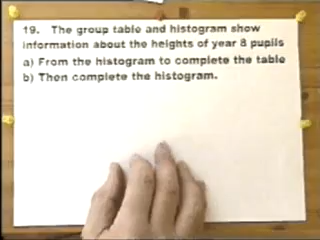 19. The group table and histogram show
information about the heights of year 8 pupils
a) From the histogram to complete the table
b) Then complete the histogram.